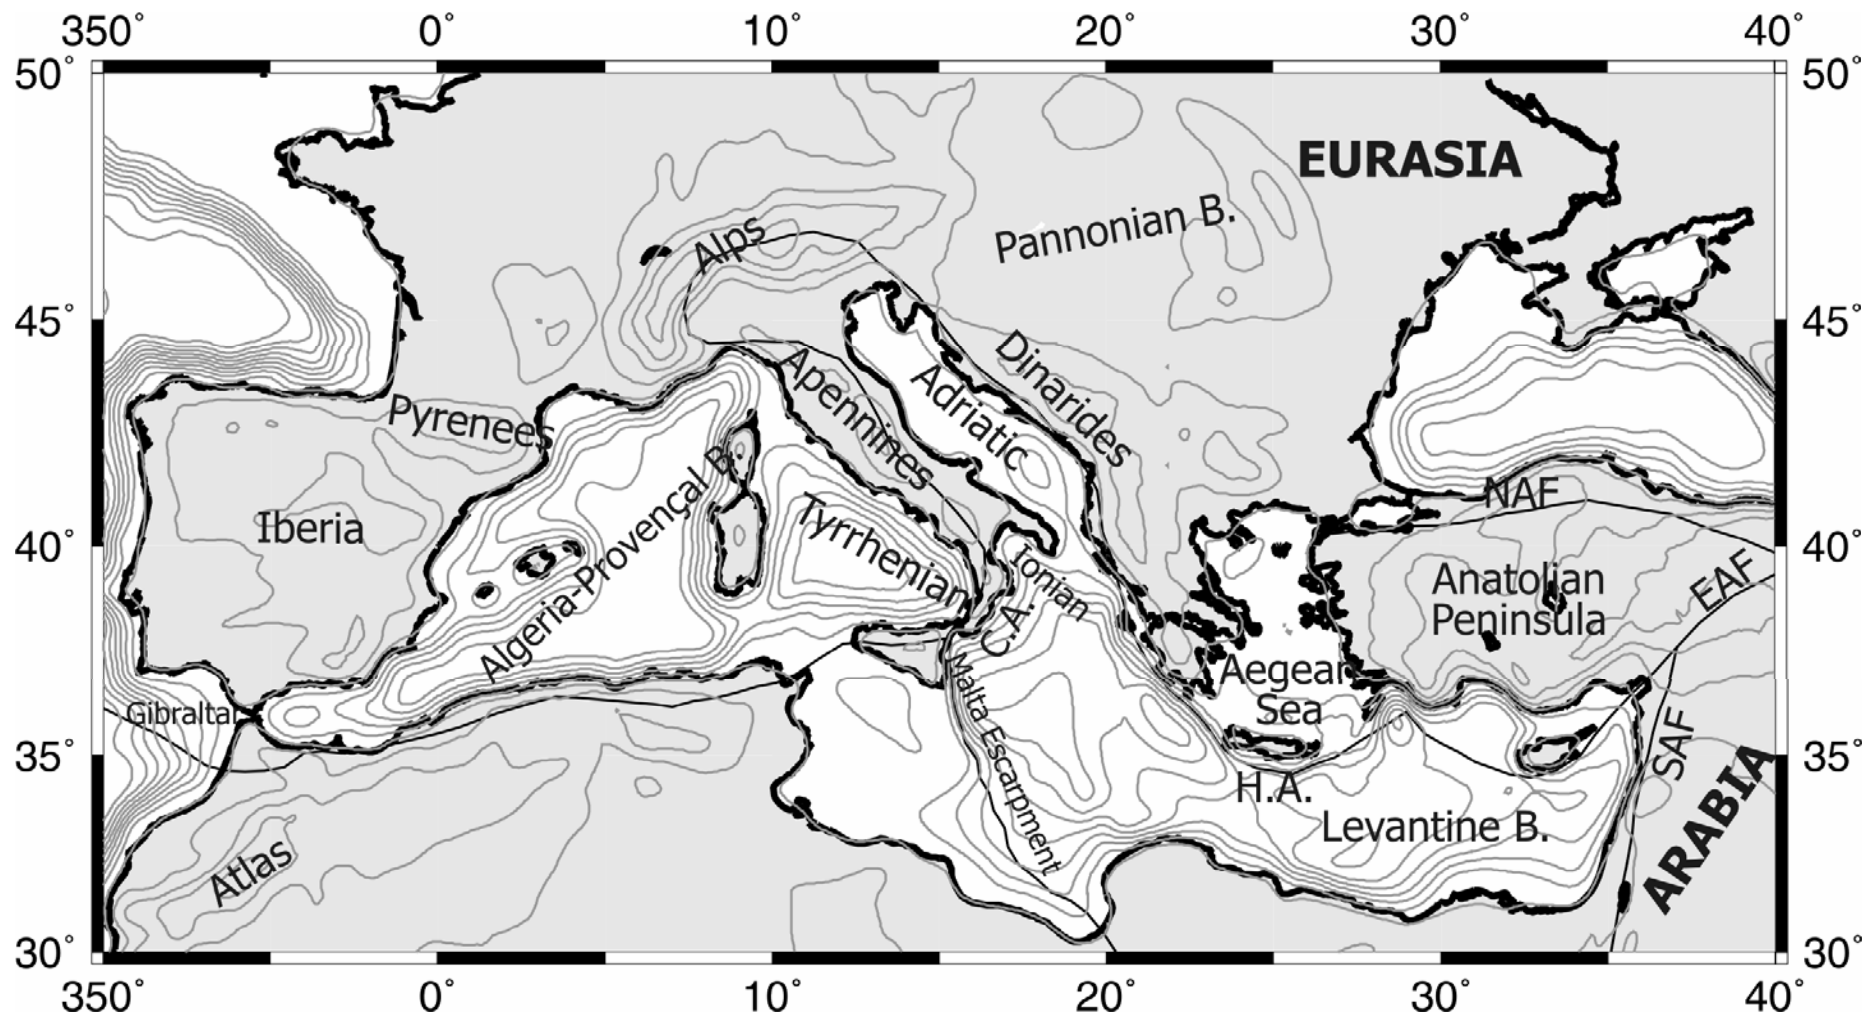 350° 0° 10° 20° 30° 40°
50° 50°
EURASIA
Pannonian B.
Alps
45° 45°
Dinarides
Apennines
Adriatic
Pyrenees
NAF
Algeria-Provençal B.
Tyrrhenian
Iberia
40° 40°
Ionian
Anatolian
Peninsula
EAF
C.A.
Aegean
Sea
Gibraltar
Malta Escarpment
SAF
35° 35°
H.A.
Levantine B.
ARABIA
Atlas
30° 30°
350° 0° 10° 20° 30° 40°